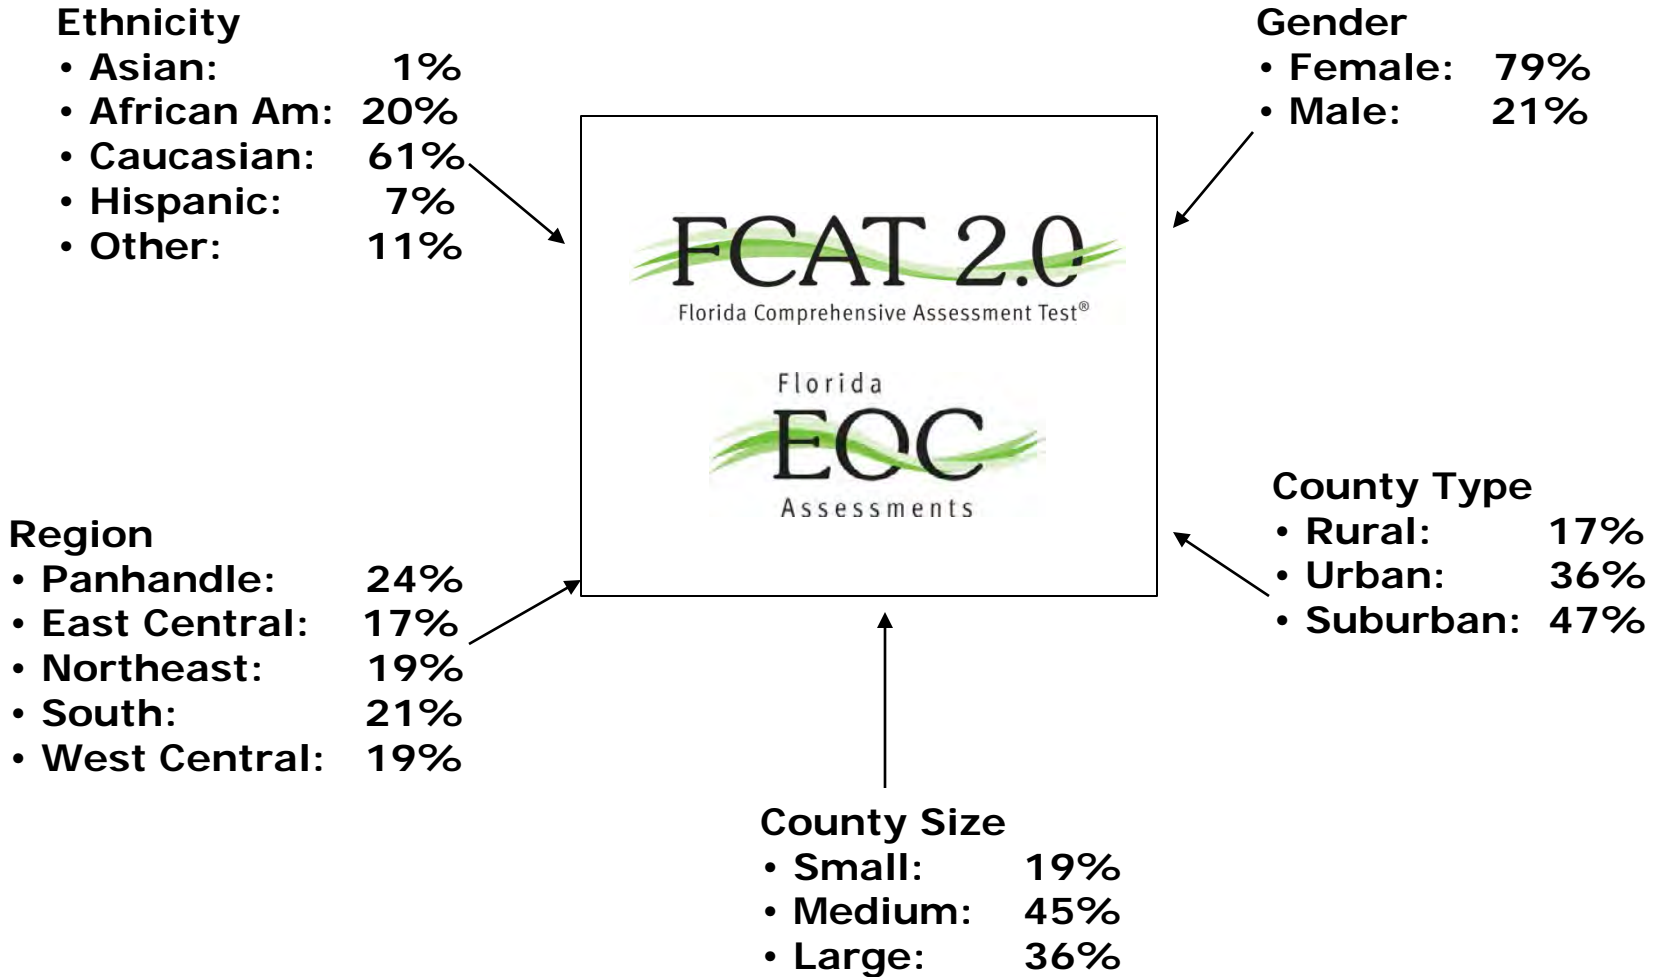 Ethnicity
• Asian: 1%
• African Am: 20%
• Caucasian: 61%
• Hispanic: 7%
• Other: 11%
Gender
• Female: 79%
• Male: 21%
FCAT 2.0
Florida Comprehensive Assessment Test®
Florida
EOC
Assessments
Region
• Panhandle: 24%
• East Central: 17%
• Northeast: 19%
• South: 21%
• West Central: 19%
County Type
• Rural: 17%
• Urban: 36%
• Suburban: 47%
County Size
• Small: 19%
• Medium: 45%
• Large: 36%